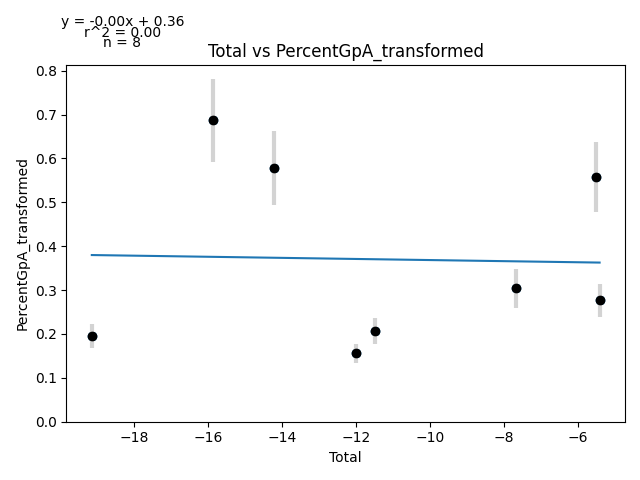 y = -0.00x + 0.36
r^2 = 0.00
n = 8
Total vs PercentGpA_transformed
PercentGpA_transformed
0.8
0.7
0.6
0.5
0.4
0.3
0.2
0.1
0.0
−18
−16
−14
−12
−10
−8
−6
Total